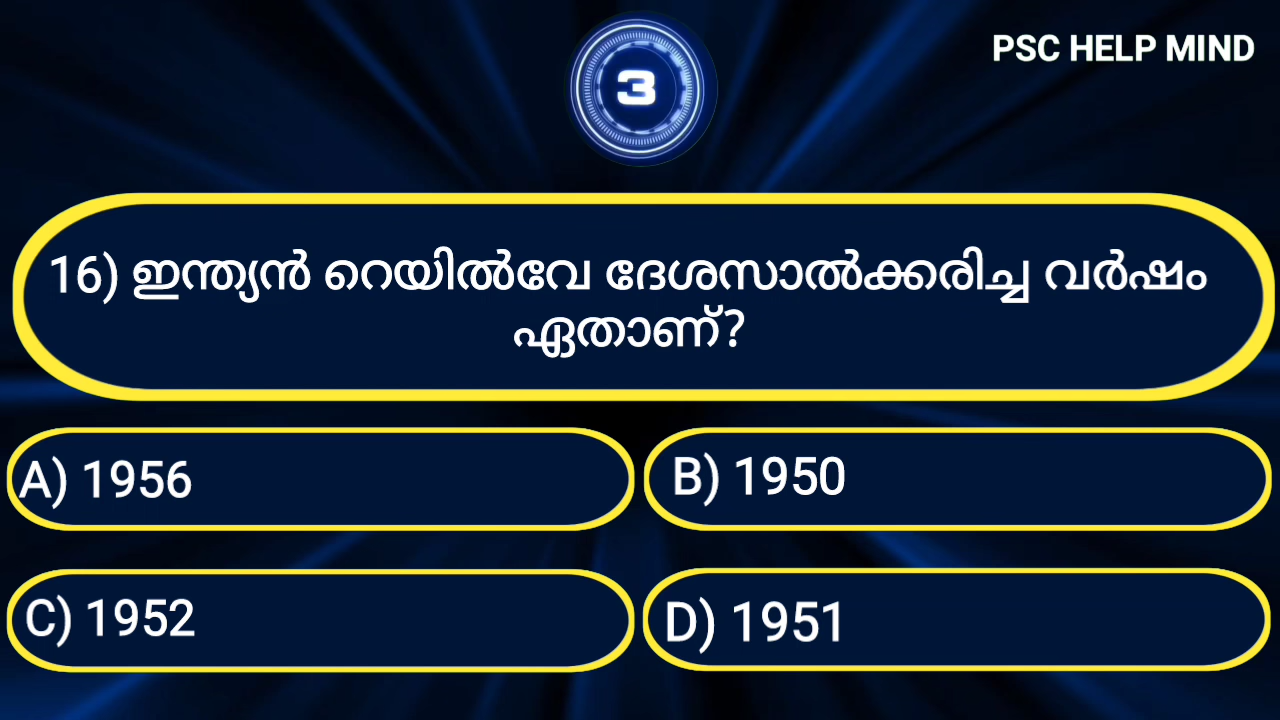 3
PSC HELP MIND
16) ഇന്ത്യൻ റെയിൽവേ ദേശസാൽക്കരിച്ച വർഷം
ഏതാണ്?
A) 1956
B) 1950
C) 1952
D) 1951